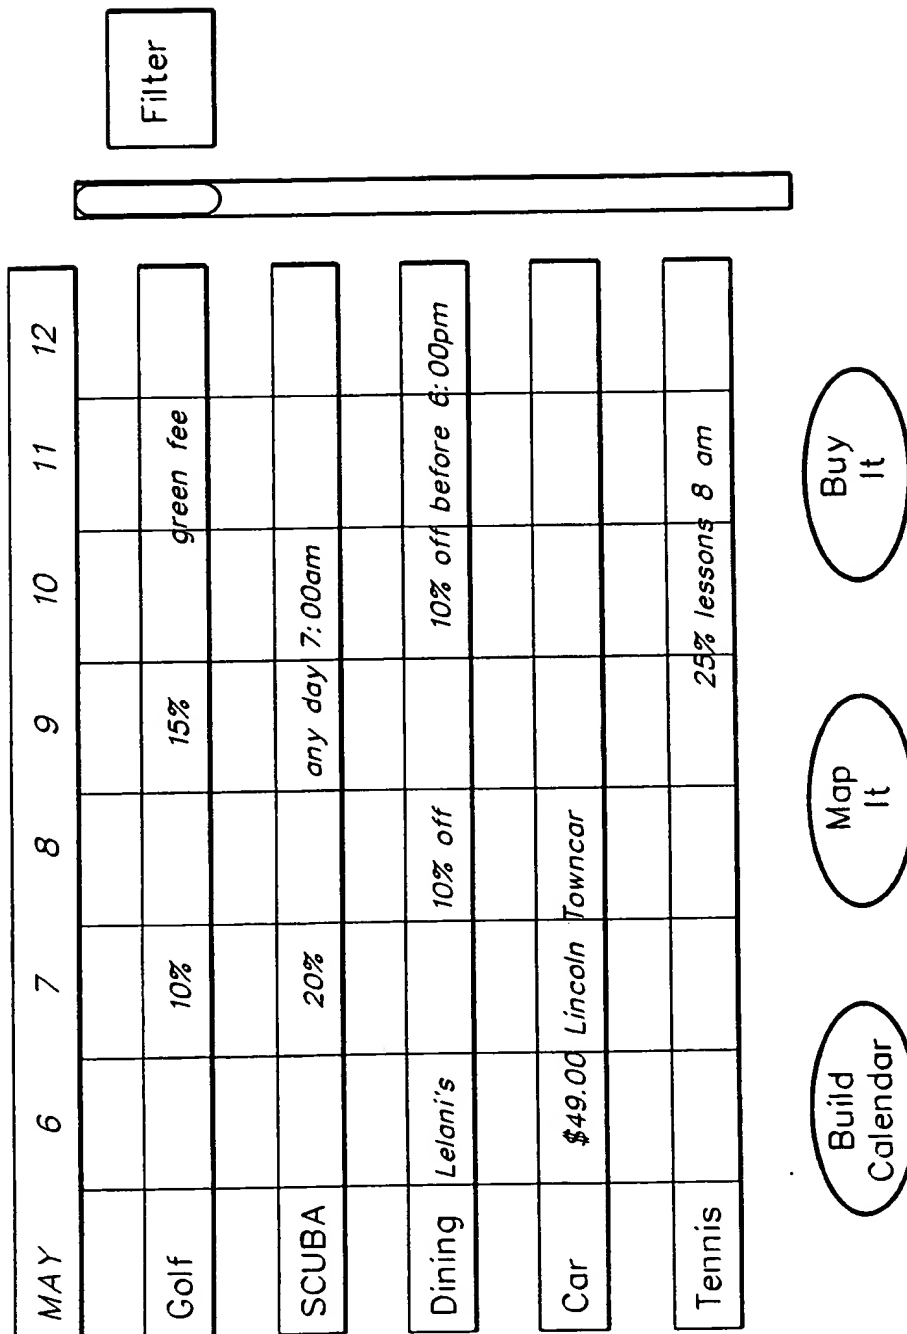 MAY 6 7 8 9 10 11 12
Golf 10% 15% green fee
SCUBA 20% any day 7:00am
Dining Lelani's 10% off 10% off before 6:00pm
Car $49.00 Lincoln Towncar
Tennis 25% lessons 8 am
Filter
Build
Calendar
Map
It
Buy
It